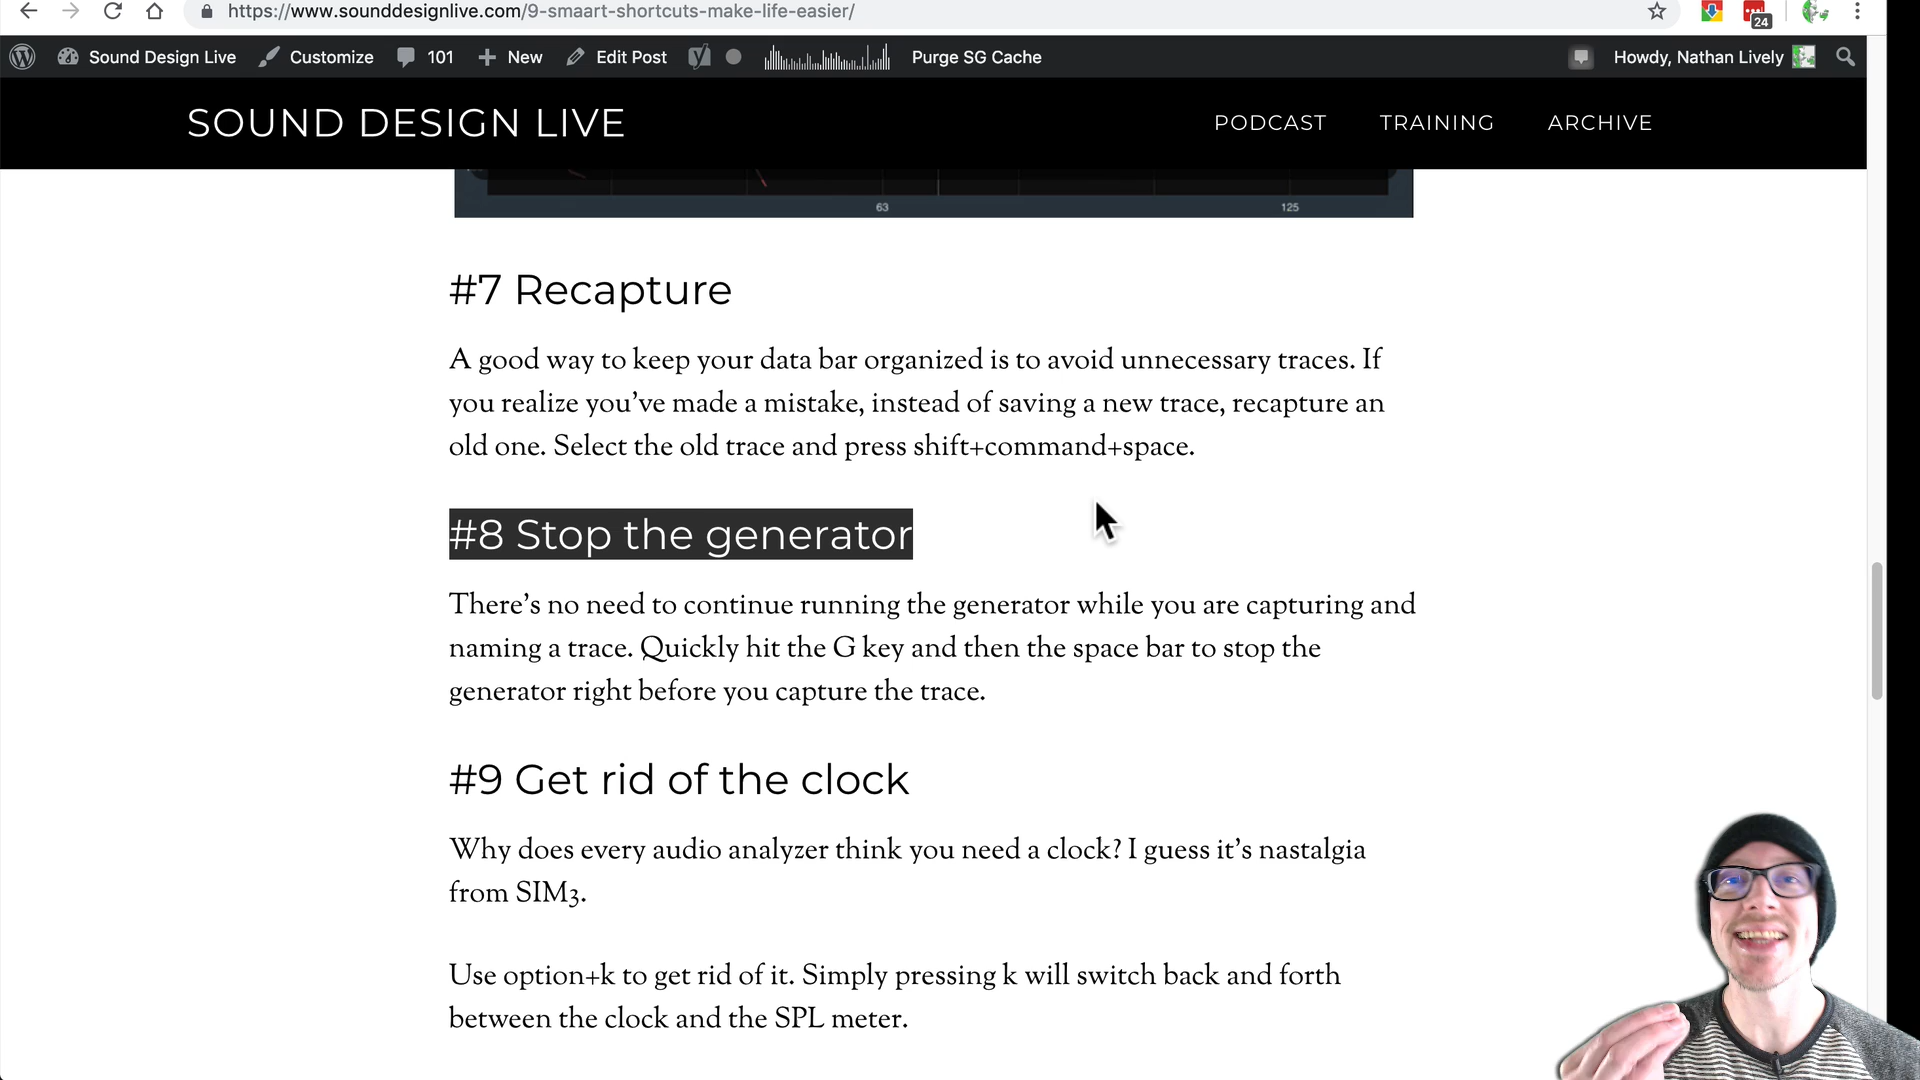 https://www.sounddesignlive.com/9-smaart-shortcuts-make-life-easier/
24
Sound Design Live Customize 101 New Edit Post Purge SG Cache Howdy, Nathan Lively
SOUND DESIGN LIVE PODCAST TRAINING ARCHIVE
63 125
#7 Recapture
A good way to keep your data bar organized is to avoid unnecessary traces. If
you realize you’ve made a mistake, instead of saving a new trace, recapture an
old one. Select the old trace and press shift+command+space.
#8 Stop the generator
There’s no need to continue running the generator while you are capturing and
naming a trace. Quickly hit the G key and then the space bar to stop the
generator right before you capture the trace.
#9 Get rid of the clock
Why does every audio analyzer think you need a clock? I guess it’s nastalgia
from SIM3.
Use option+k to get rid of it. Simply pressing k will switch back and forth
between the clock and the SPL meter.